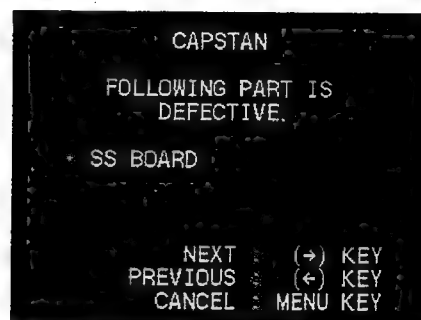 CAPSTAN
FOLLOWING PART IS
DEFECTIVE.
* SS BOARD
NEXT : (→) KEY
PREVIOUS : (←) KEY
CANCEL : MENU KEY